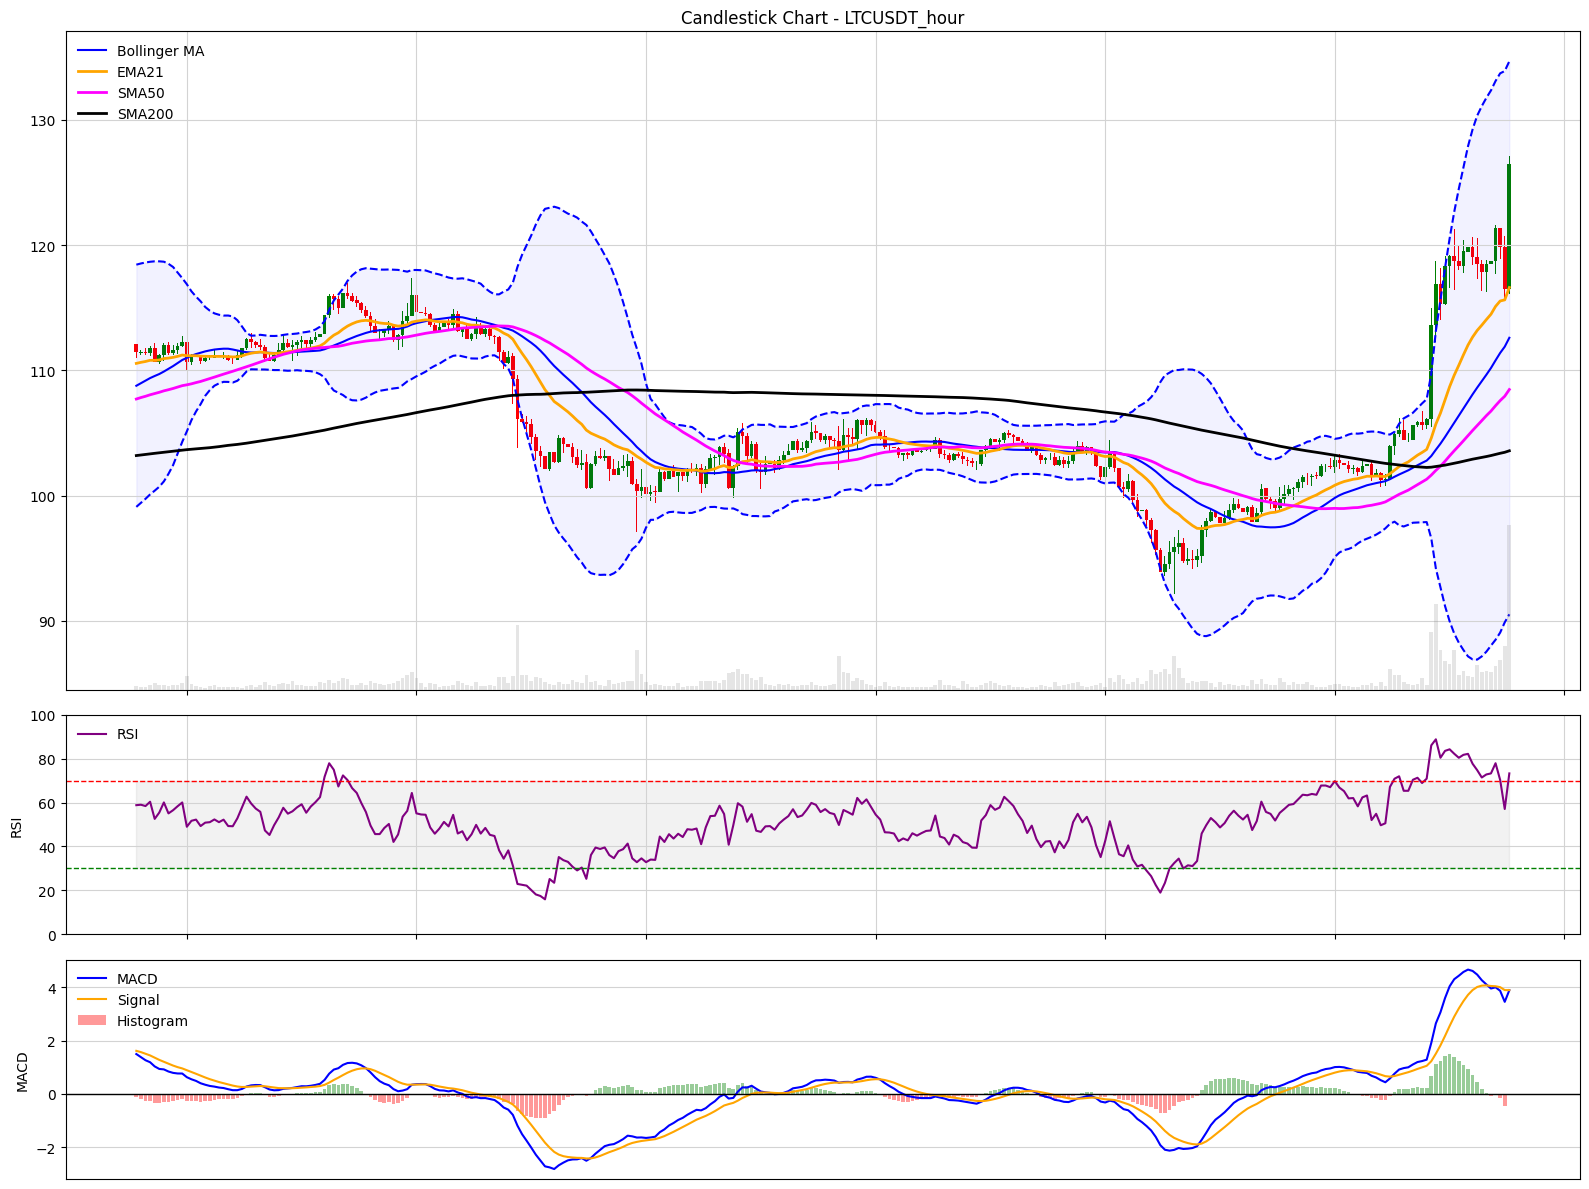 Candlestick Chart - LTCUSDT_hour
Bollinger MA
EMA21
SMA50
SMA200
130
120
110
100
90
RSI
100
80
60
40
20
0
RSI
MACD
Signal
Histogram
4
2
0
−2
MACD